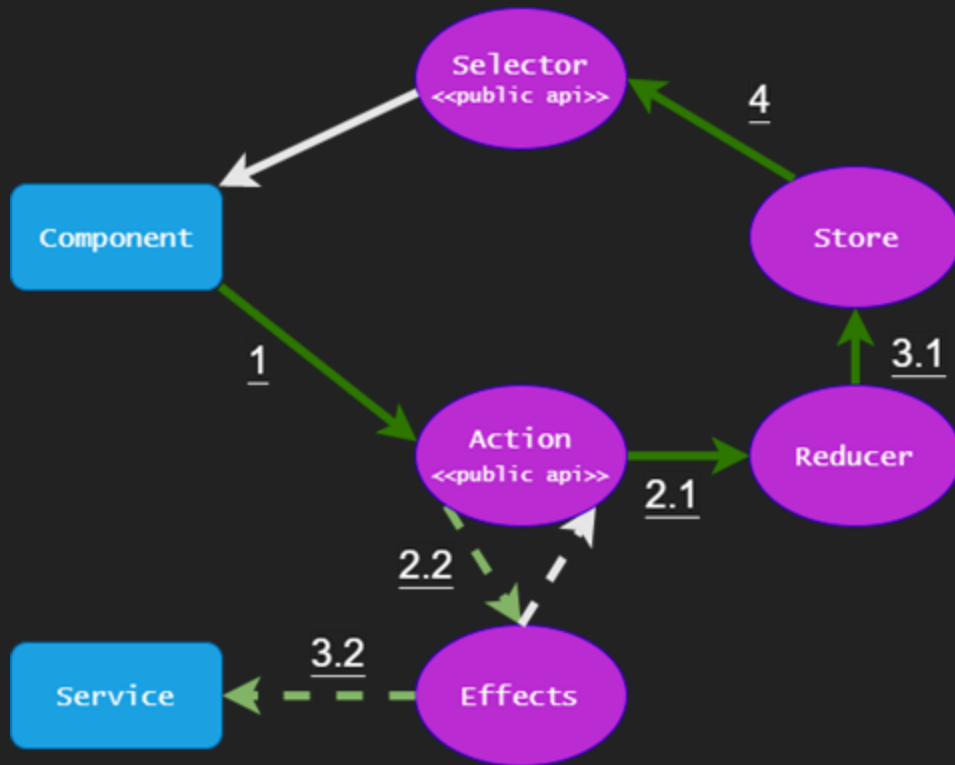 Selector
<<public api>>
4
Component
Store
1
3.1
Action
<<public api>>
Reducer
2.1
2.2
3.2
Service
Effects